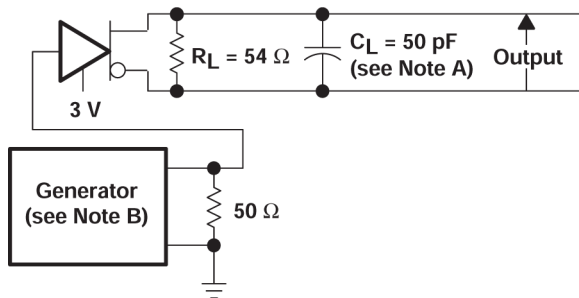 R_L = 54 Ω
C_L = 50 pF
(see Note A)
Output
3 V
Generator
(see Note B)
50 Ω